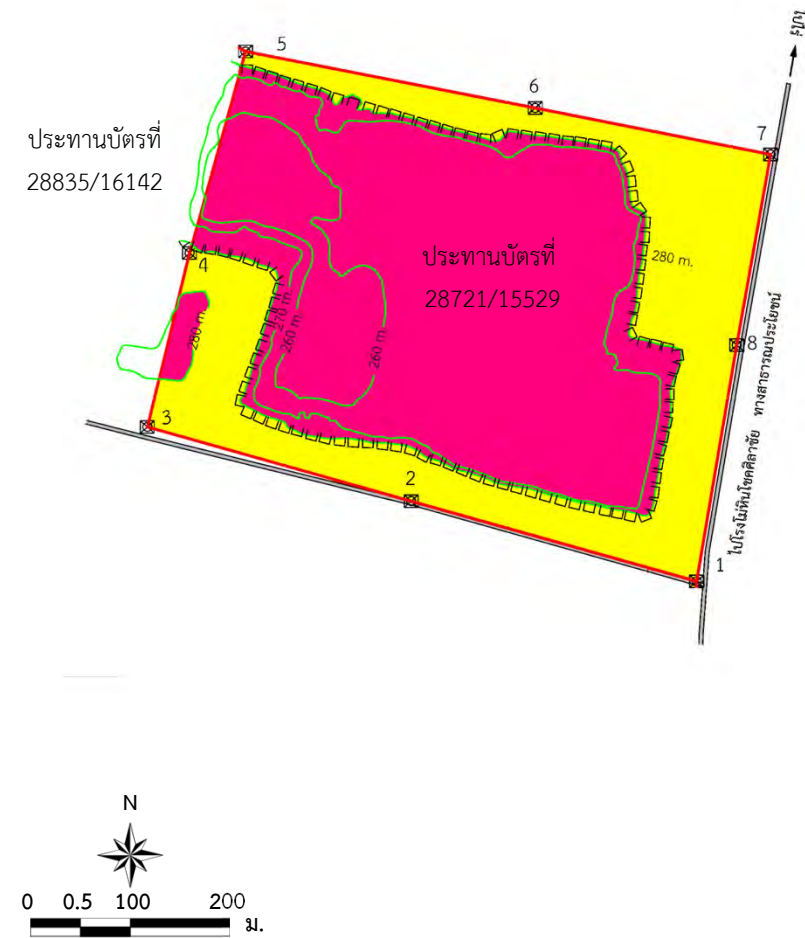 5
6
7
ประทานบัตรที่
28835/16142
4
280 m.
ประทานบัตรที่
28721/15529
280 m.
270 m.
260 m.
260 m.
8
3
2
1
ไปโรงโม่หินโชคศิลาชัย ทางสาธารณประโยชน์
N
0 0.5 100 200
ม.